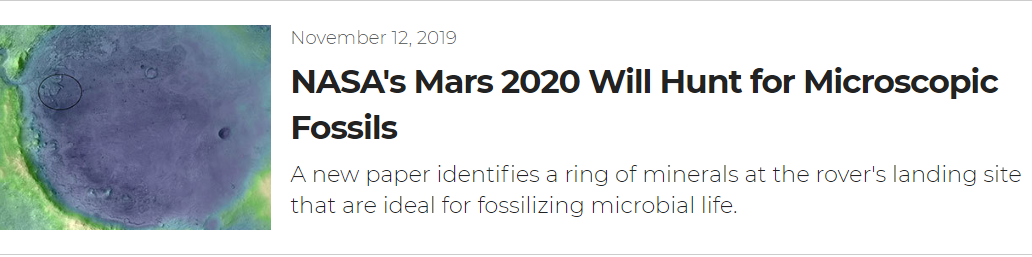 November 12, 2019
NASA's Mars 2020 Will Hunt for Microscopic
Fossils
A new paper identifies a ring of minerals at the rover's landing site
that are ideal for fossilizing microbial life.